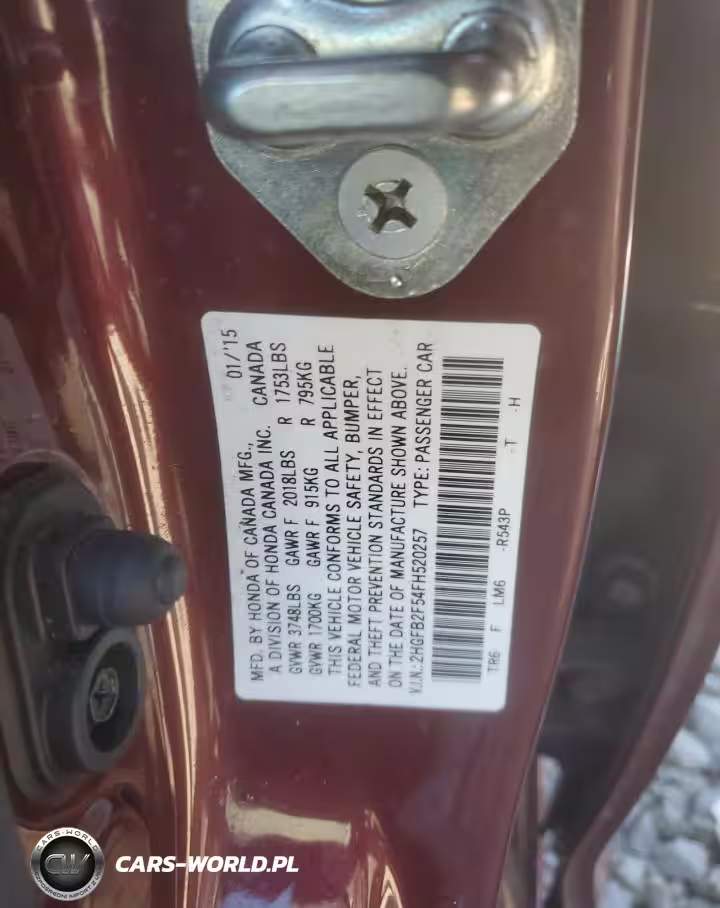 MFD. BY HONDA OF CANADA MFG., 01/'15
A DIVISION OF HONDA CANADA INC. CANADA
GVWR 3748LBS GAWR F 2018LBS R 1753LBS
GVWR 1700KG GAWR F 915KG R 795KG
THIS VEHICLE CONFORMS TO ALL APPLICABLE
FEDERAL MOTOR VEHICLE SAFETY, BUMPER,
AND THEFT PREVENTION STANDARDS IN EFFECT
ON THE DATE OF MANUFACTURE SHOWN ABOVE.
V.I.N.:2HGFB2F54FH520257 TYPE: PASSENGER CAR
TR6 F LM6 -R543P -T -H
CARS-WORLD
CW
CARS-WORLD.PL